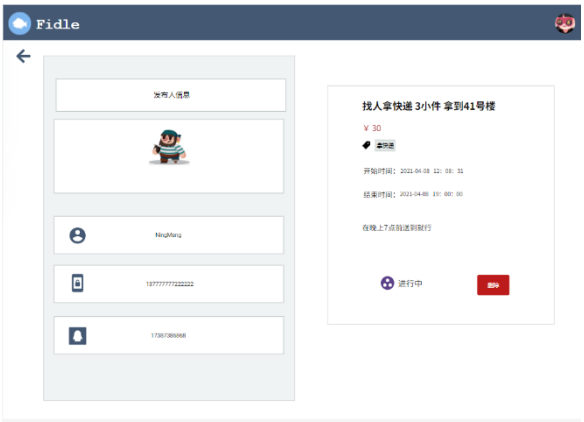 Fidle
发布人信息
NingMeng
187777777222222
17387386868
找人拿快递 3小件 拿到41号楼
¥ 30
拿快递
开始时间：2021-04-08 12：08：31
结束时间：2021-04-08 19：00：00
在晚上7点前送到就行
进行中
删除